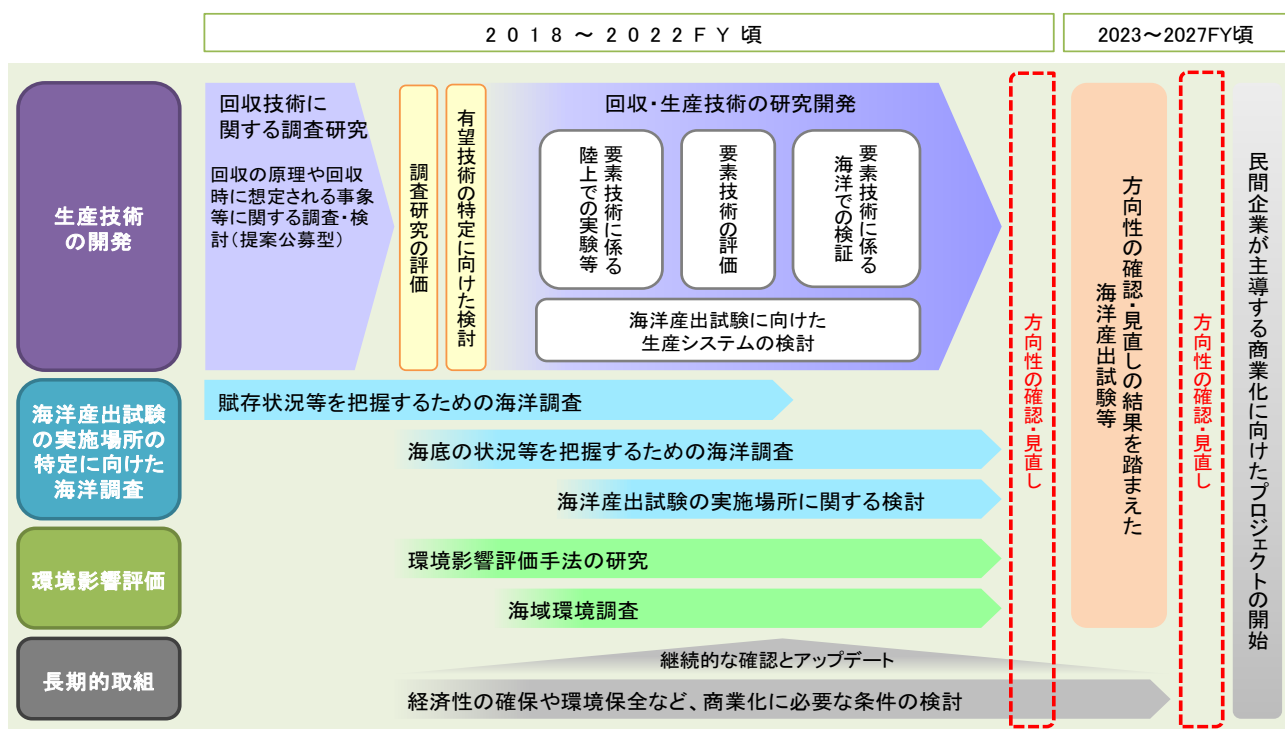 2018~2022FY頃
2023~2027FY頃
生産技術
の開発
回収技術に
関する調査研究
回収の原理や回収
時に想定される事象
等に関する調査・検
討(提案公募型)
調査研究の評価
有望技術の特定に向けた検討
回収・生産技術の研究開発
要素技術に係る
陸上での実験等
要素技術の評価
要素技術に係る
海洋での検証
海洋産出試験に向けた
生産システムの検討
海洋産出試験
の実施場所の
特定に向けた
海洋調査
賦存状況等を把握するための海洋調査
海底の状況等を把握するための海洋調査
海洋産出試験の実施場所に関する検討
環境影響評価
環境影響評価手法の研究
海域環境調査
長期的取組
継続的な確認とアップデート
経済性の確保や環境保全など、商業化に必要な条件の検討
方向性の確認・見直し
方向性の確認・見直しの結果を踏まえた
海洋産出試験等
方向性の確認・見直し
民間企業が主導する商業化に向けたプロジェクトの開始